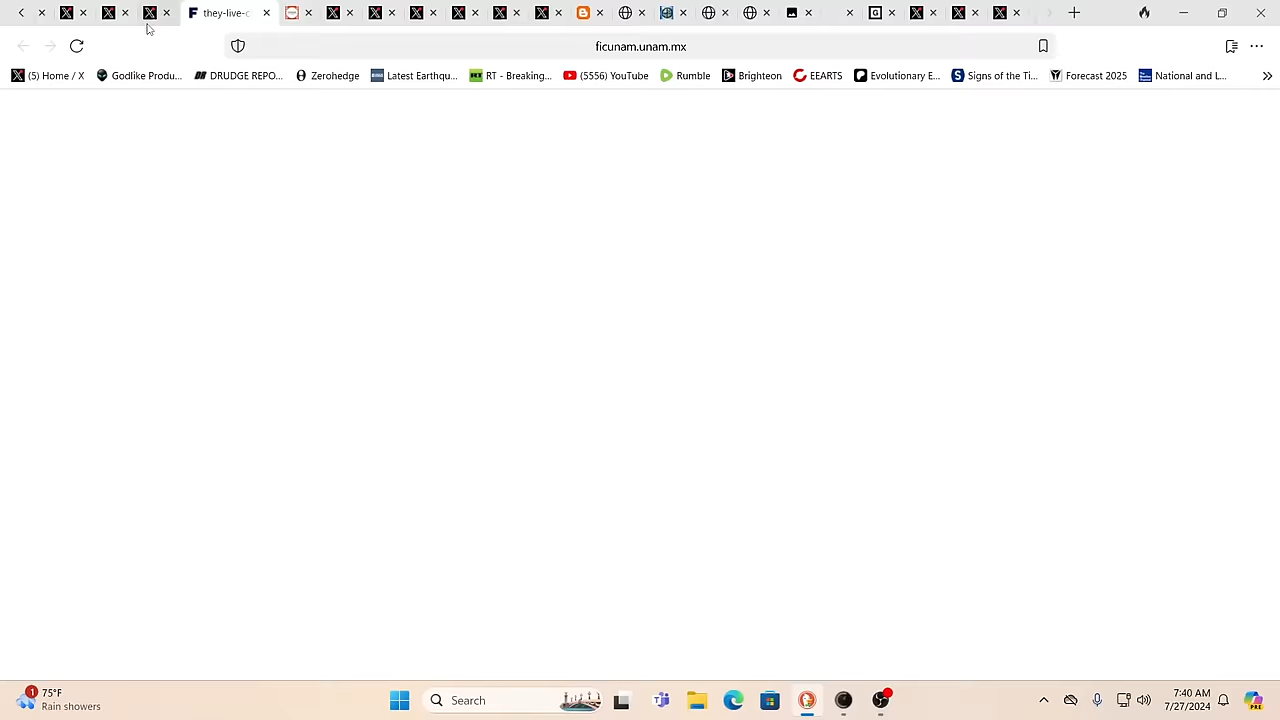 they-live-c
ficunam.unam.mx
(5) Home / X Godlike Produ... DRUDGE REPO... Zerohedge Latest Earthqu... RT - Breaking... (5556) YouTube Rumble Brighteon EEARTS Evolutionary E... Signs of the Ti... Forecast 2025 National and L...
1 75°F
Rain showers
Search
7:40 AM
7/27/2024